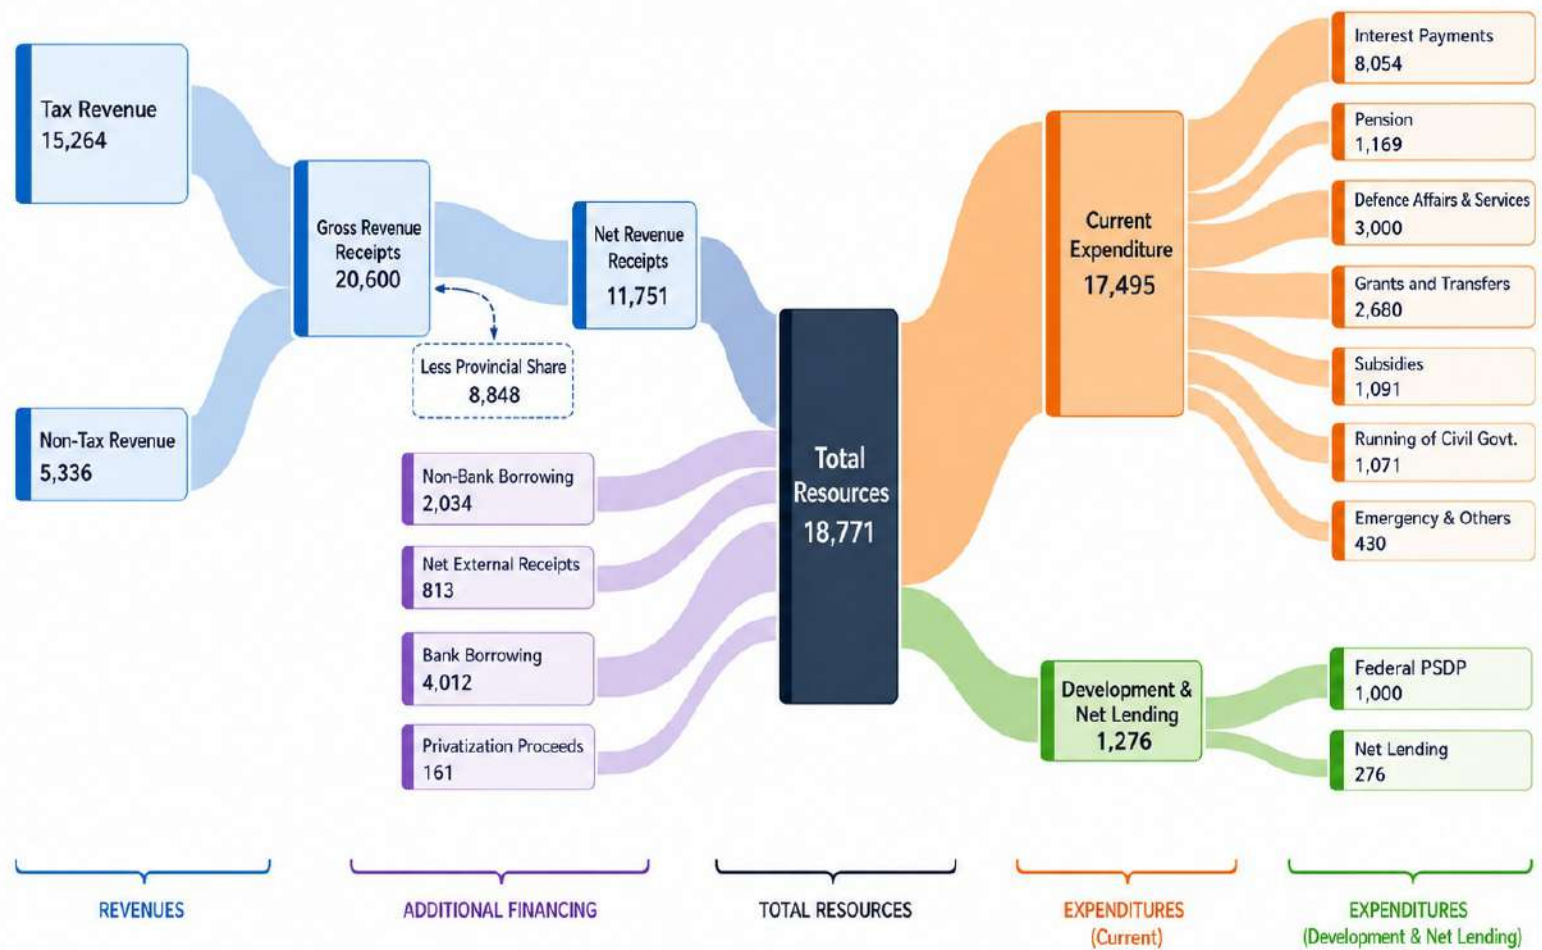 Tax Revenue
15,264
Non-Tax Revenue
5,336
Gross Revenue
Receipts
20,600
Less Provincial Share
8,848
Net Revenue
Receipts
11,751
Non-Bank Borrowing
2,034
Net External Receipts
813
Bank Borrowing
4,012
Privatization Proceeds
161
Total
Resources
18,771
Current
Expenditure
17,495
Development &
Net Lending
1,276
Interest Payments
8,054
Pension
1,169
Defence Affairs & Services
3,000
Grants and Transfers
2,680
Subsidies
1,091
Running of Civil Govt.
1,071
Emergency & Others
430
Federal PSDP
1,000
Net Lending
276
REVENUES
ADDITIONAL FINANCING
TOTAL RESOURCES
EXPENDITURES
(Current)
EXPENDITURES
(Development & Net Lending)